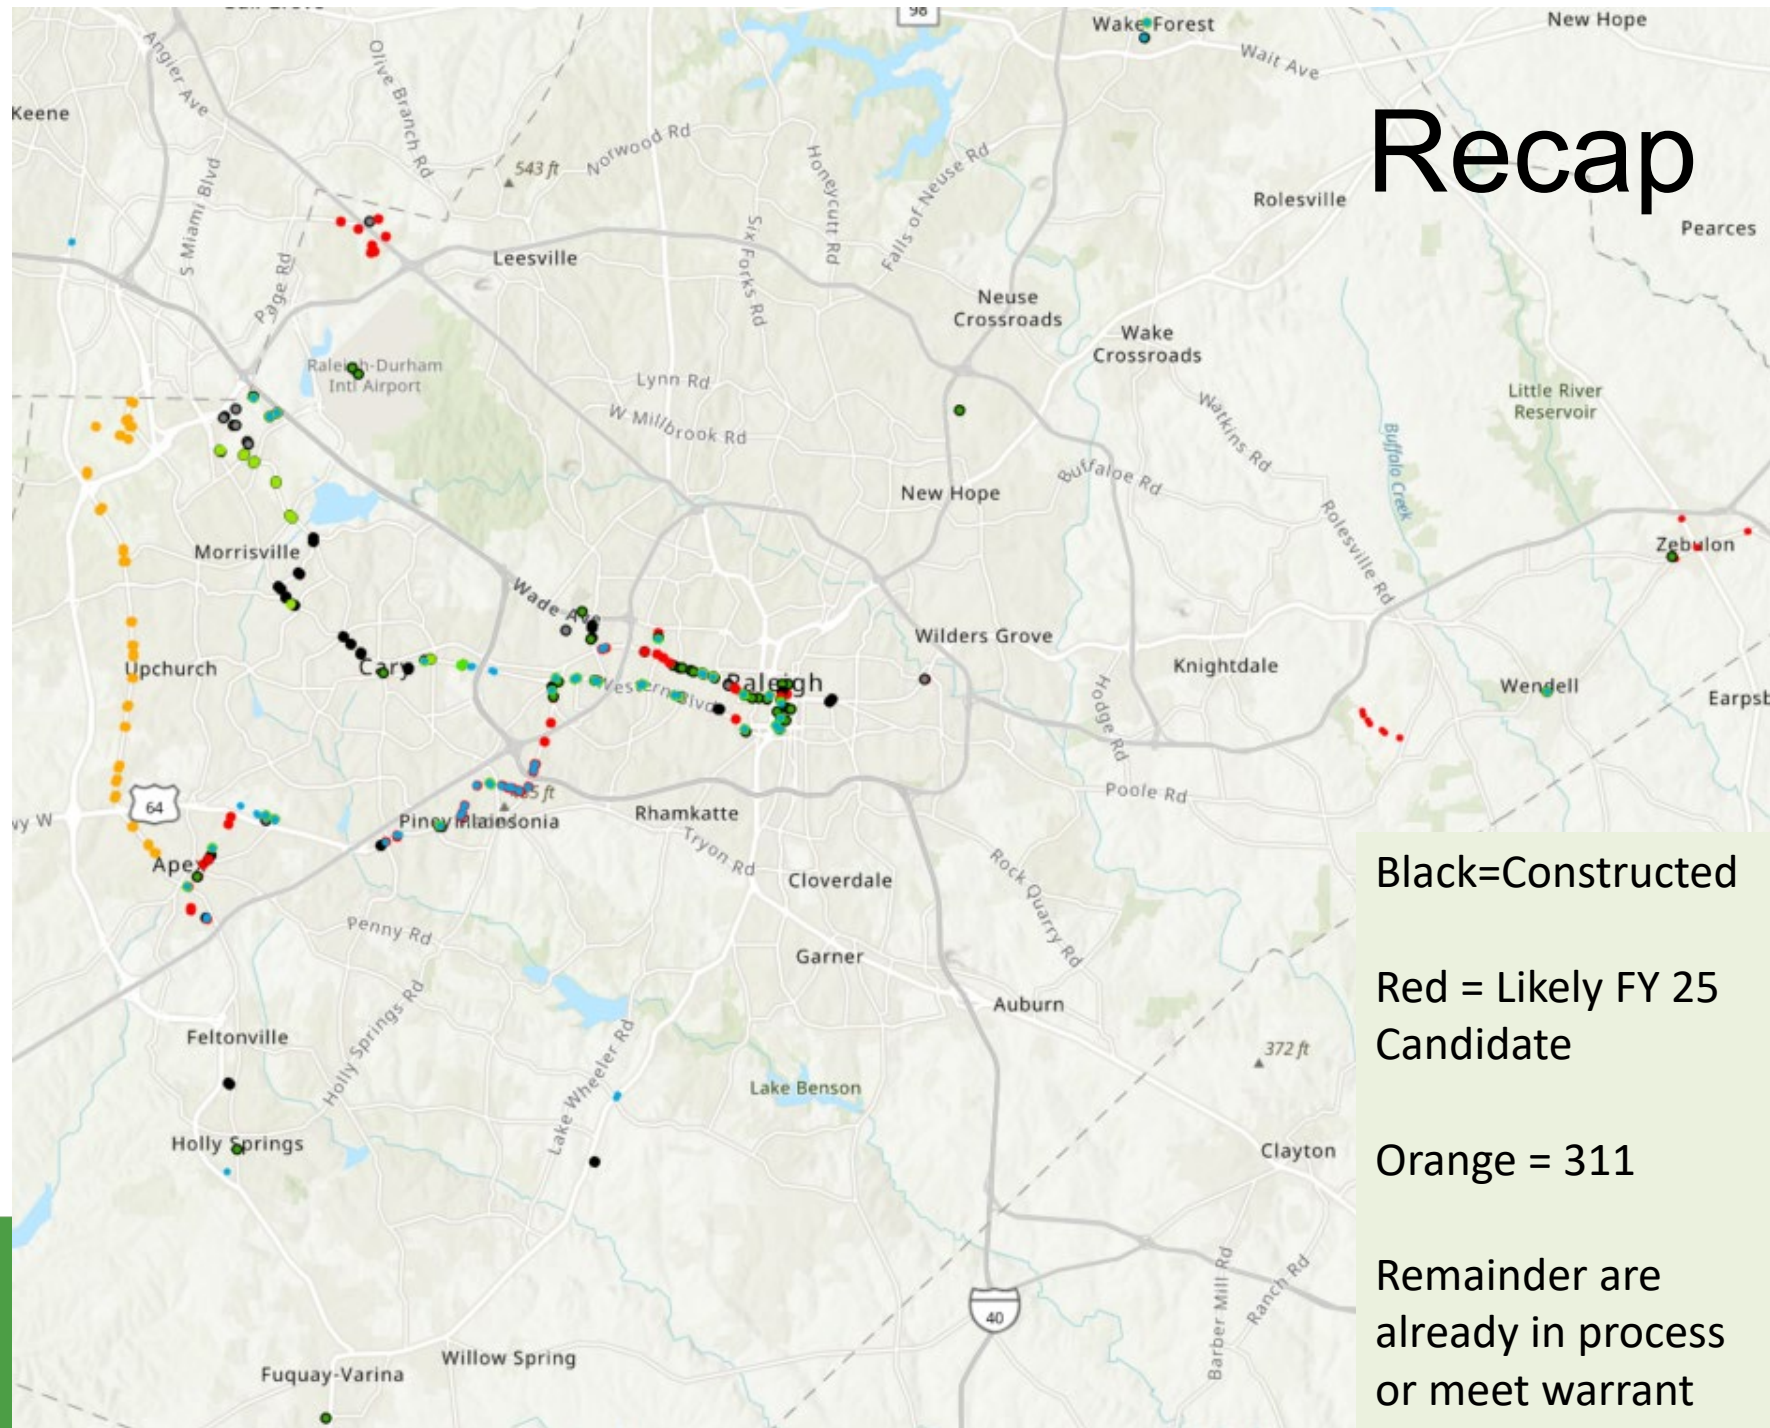 98
Wake Forest
New Hope
Wait Ave
Angier Ave
Olive Branch Rd
Keene
Recap
543 ft
Norwood Rd
Honeycutt Rd
Falls of Neuse Rd
S Miami Blvd
Rolesville
Pearces
Six Forks Rd
Page Rd
Leesville
Neuse
Crossroads
Wake
Crossroads
Raleigh-Durham
Intl Airport
Lynn Rd
W Millbrook Rd
Watkins Rd
Little River
Reservoir
Buffalo Creek
Buffaloe Rd
New Hope
Rolesville Rd
Morrisville
Zebulon
Wade Ave
Wilders Grove
Upchurch
Cary
Western Blvd
Raleigh
Knightdale
Wendell
Earpsb
Hodge Rd
64
Poole Rd
Piney Plains
Rhamkatte
Tryon Rd
Apex
Cloverdale
Rock Quarry Rd
Black=Constructed
Penny Rd
Garner
Holly Springs Rd
Auburn
Red = Likely FY 25
Candidate
Feltonville
Lake Wheeler Rd
372 ft
Lake Benson
Holly Springs
Clayton
Orange = 311
Barber Mill Rd
Ranch Rd
40
Remainder are
already in process
or meet warrant
Willow Spring
Fuquay-Varina